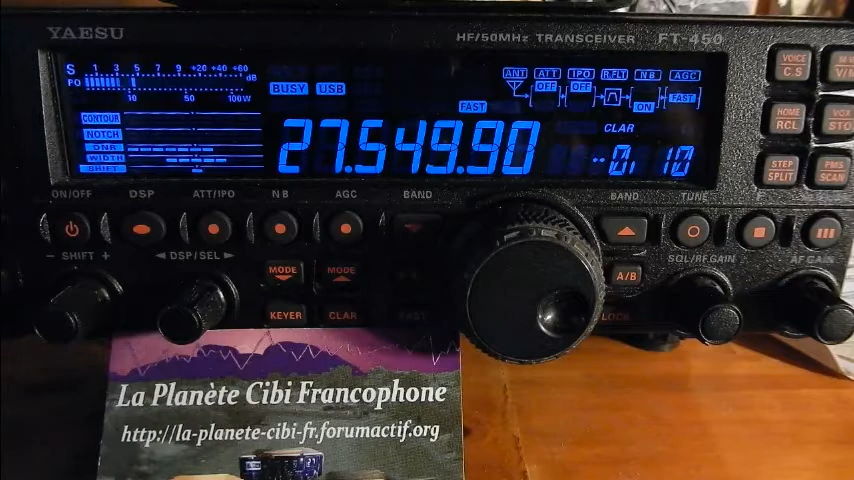 YAESU
HF/50MHz TRANSCEIVER FT-450
S 1 3 5 7 9 +20 +40 +60 dB
PO 10 50 100W
BUSY USB
ANT ATT IPO R.FLT NB AGC
OFF OFF ON FAST
FAST
CLAR
CONTOUR
NOTCH
DNR
WIDTH
SHIFT
27.549.90
-0.10
VOICE
C.S
HOME
RCL
VOX
STO
STEP
SPLIT
PMS
SCAN
ON/OFF DSP ATT/IPO NB AGC BAND BAND TUNE
- SHIFT + ◄ DSP/SEL ► MODE MODE A/B SQL/RF GAIN AF GAIN
KEYER CLAR FAST LOCK
La Planète Cibi Francophone
http://la-planete-cibi-fr.forumactif.org